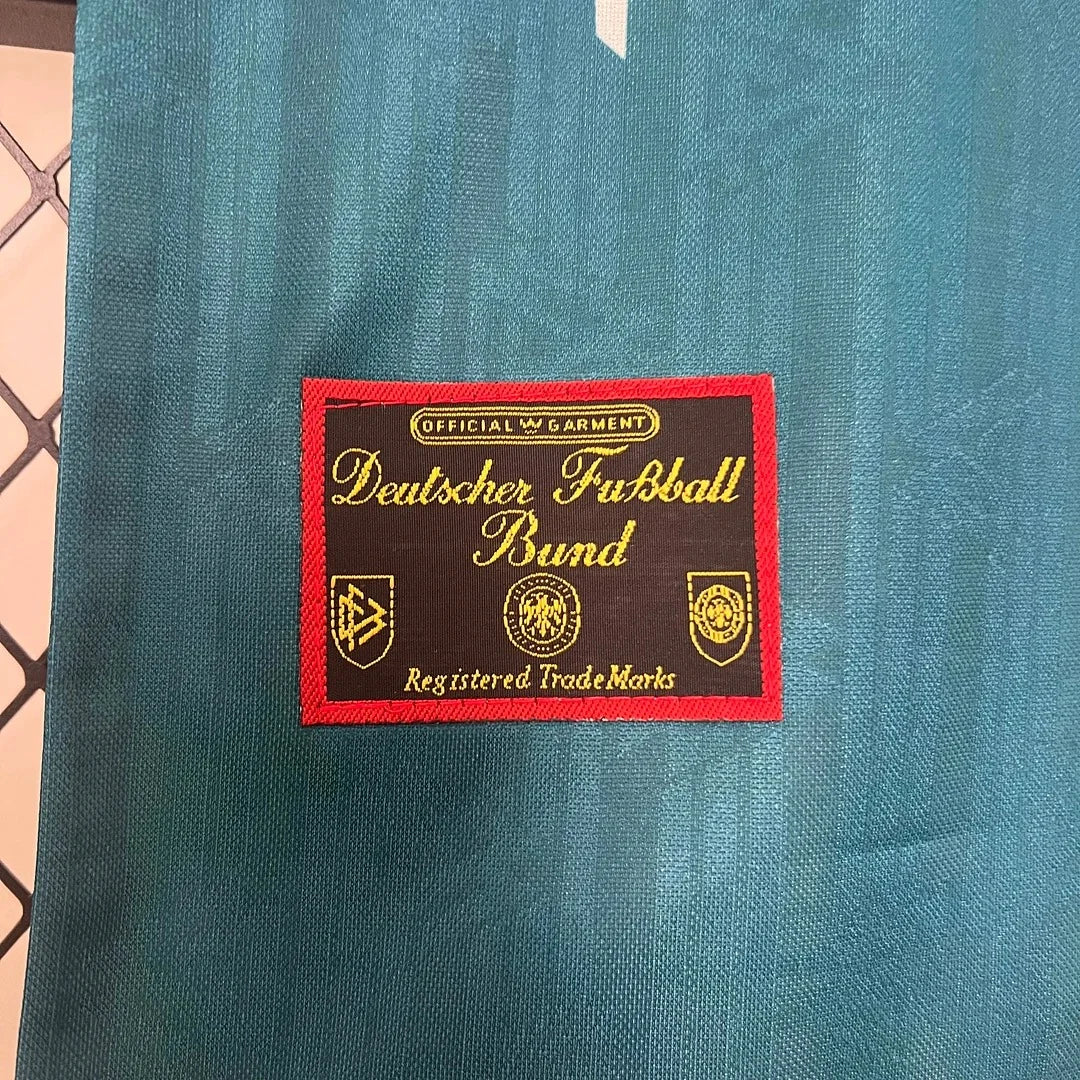 OFFICIAL GARMENT
Deutscher Fußball
Bund
Registered TradeMarks